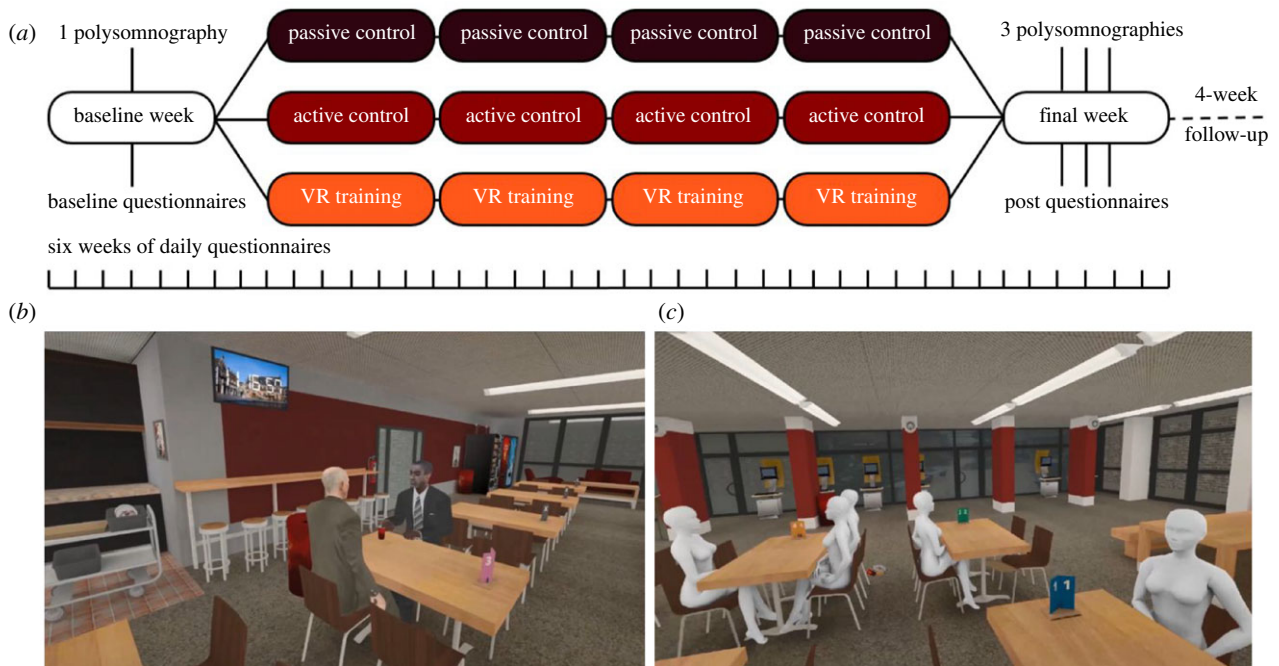 (a)
1 polysomnography
passive control passive control passive control passive control
3 polysomnographies
baseline week
active control active control active control active control
final week
4-week
follow-up
VR training VR training VR training VR training
baseline questionnaires
post questionnaires
six weeks of daily questionnaires
(b)
(c)
3
11